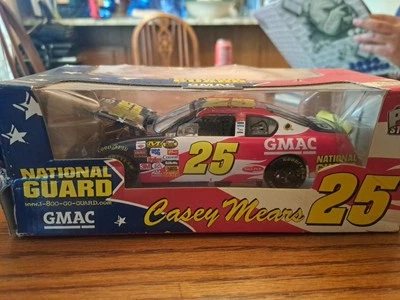 NATIONAL
GUARD
www.1-800-GO-GUARD.com
GMAC
25
GMAC
NATIONAL
Casey Mears
25